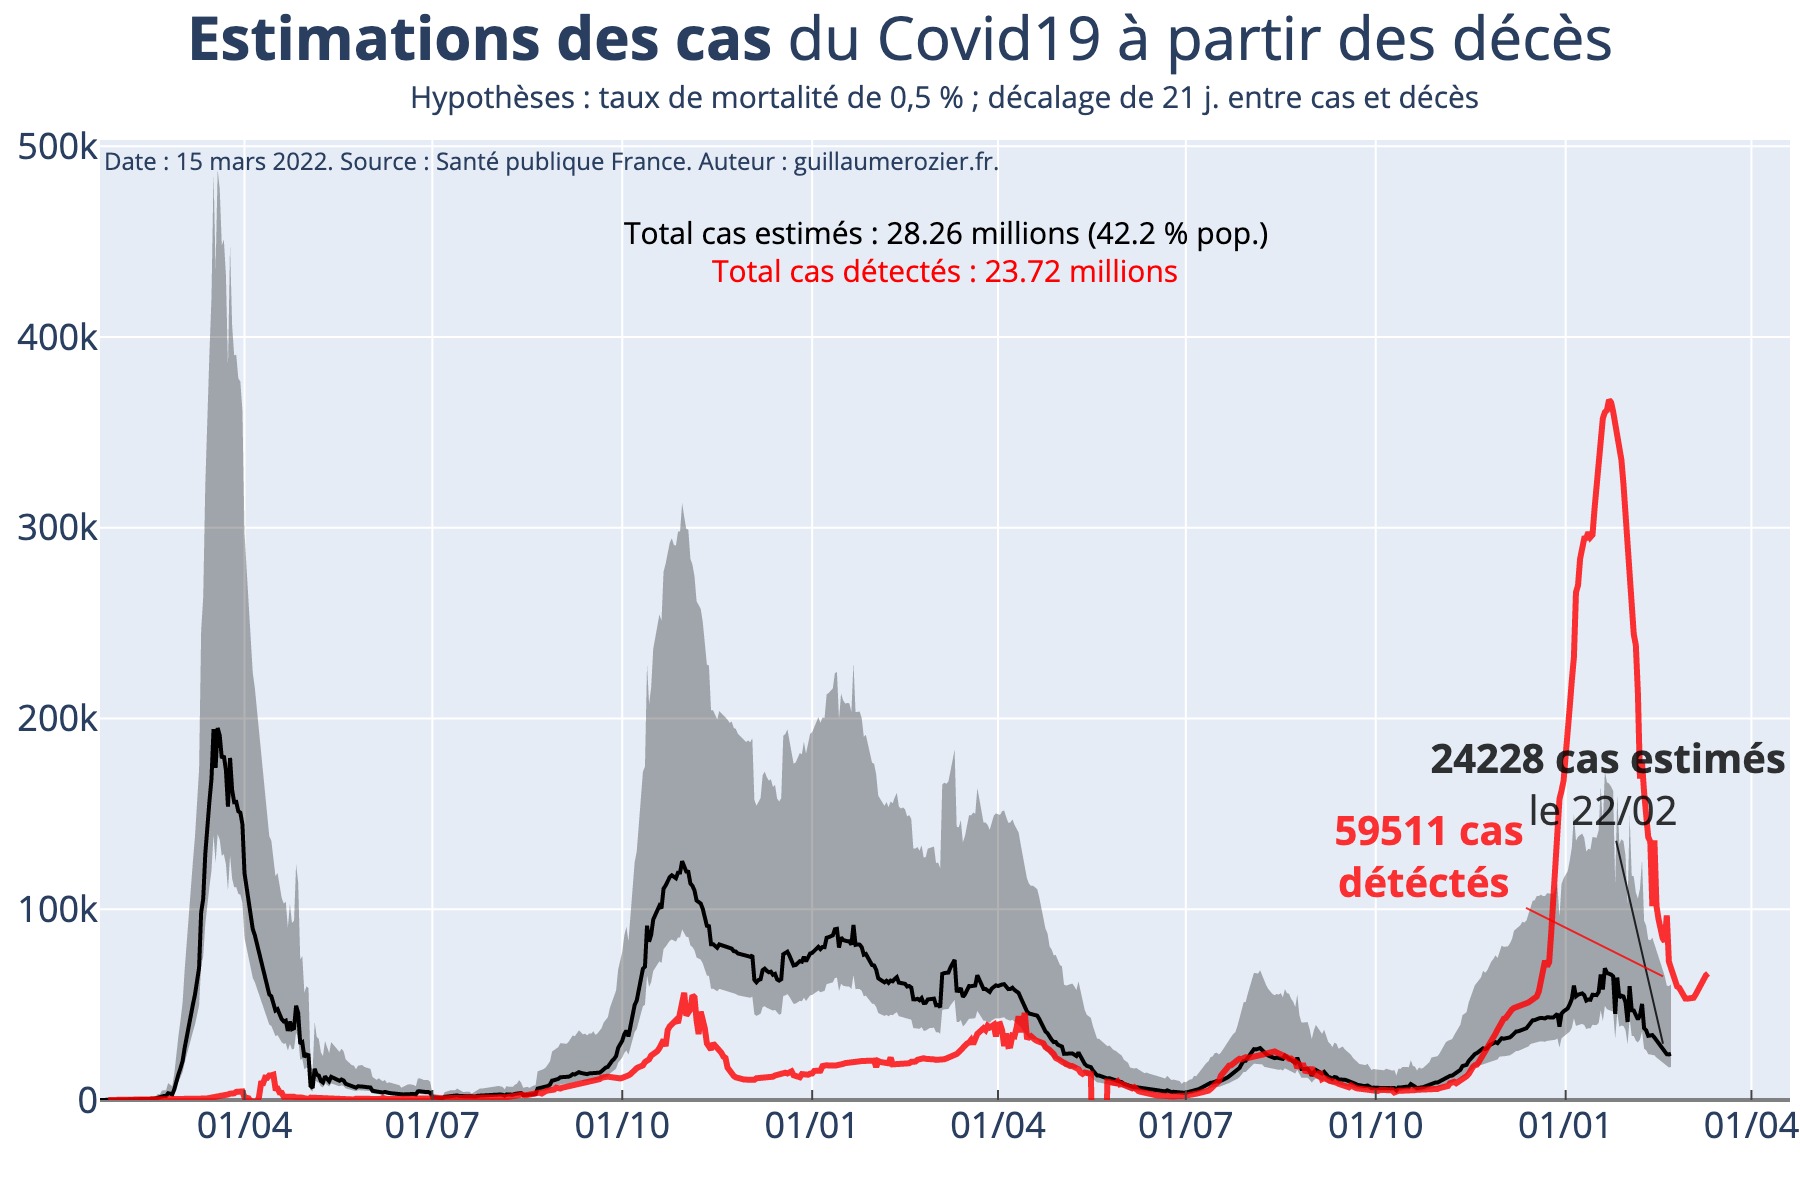 Estimations des cas du Covid19 à partir des décès
Hypothèses : taux de mortalité de 0,5 % ; décalage de 21 j. entre cas et décès
500k
Date : 15 mars 2022. Source : Santé publique France. Auteur : guillaumerozier.fr.
Total cas estimés : 28.26 millions (42.2 % pop.)
Total cas détectés : 23.72 millions
400k
300k
200k
24228 cas estimés
le 22/02
59511 cas
détéctés
100k
0
01/04 01/07 01/10 01/01 01/04 01/07 01/10 01/01 01/04